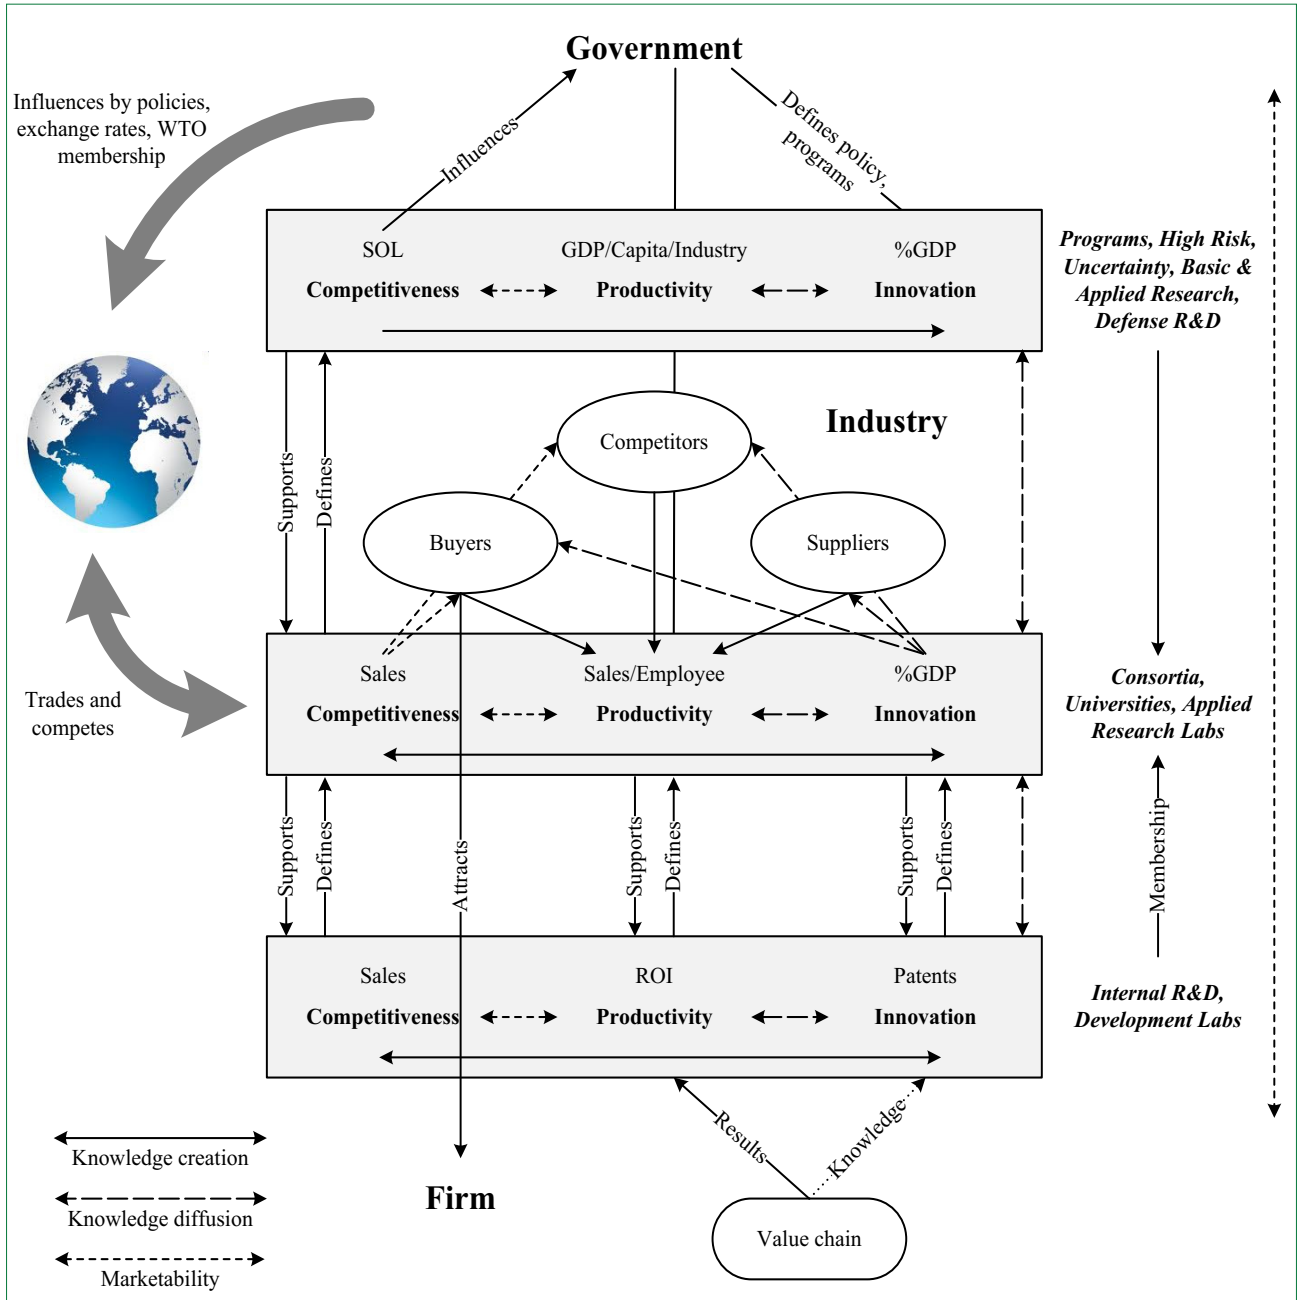 Government
Influences by policies,
exchange rates, WTO
membership
Influences
Defines policy,
programs
SOL
GDP/Capita/Industry
%GDP
Competitiveness
Productivity
Innovation
Programs, High Risk,
Uncertainty, Basic &
Applied Research,
Defense R&D
Industry
Competitors
Buyers
Suppliers
Supports
Defines
Trades and
competes
Sales
Sales/Employee
%GDP
Competitiveness
Productivity
Innovation
Consortia,
Universities, Applied
Research Labs
Supports
Defines
Attracts
Supports
Defines
Supports
Defines
Membership
Sales
ROI
Patents
Competitiveness
Productivity
Innovation
Internal R&D,
Development Labs
Results
Knowledge
Firm
Value chain
Knowledge creation
Knowledge diffusion
Marketability